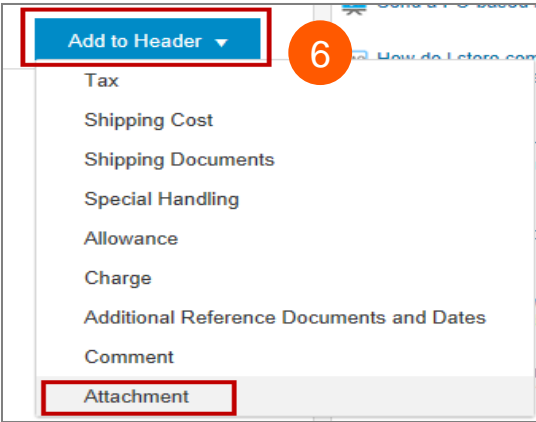 Add to Header
6
Tax
Shipping Cost
Shipping Documents
Special Handling
Allowance
Charge
Additional Reference Documents and Dates
Comment
Attachment